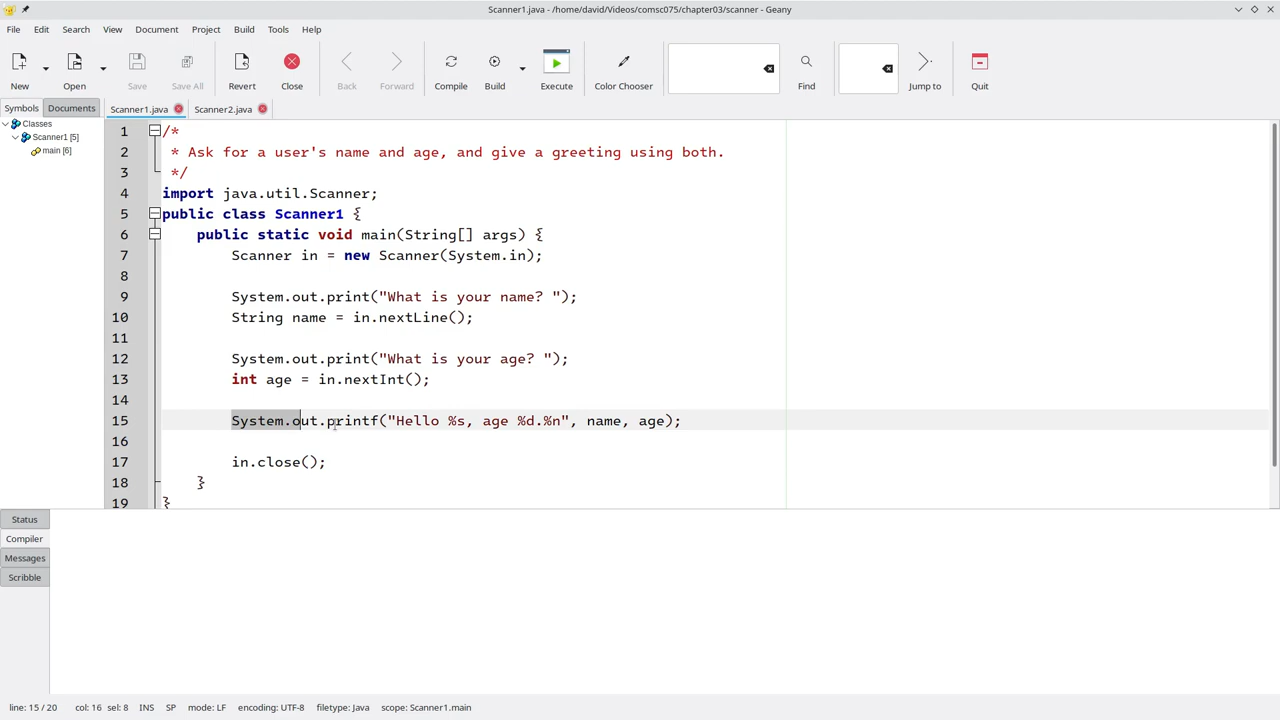 Scanner1.java - /home/david/Videos/comsc075/chapter03/scanner - Geany
File Edit Search View Document Project Build Tools Help
New Open Save Save All Revert Close Back Forward Compile Build Execute Color Chooser Find Jump to Quit
Symbols Documents Scanner1.java Scanner2.java
Classes
Scanner1 [5]
main [6]
1 /*
2 * Ask for a user's name and age, and give a greeting using both.
3 */
4 import java.util.Scanner;
5 public class Scanner1 {
6 public static void main(String[] args) {
7 Scanner in = new Scanner(System.in);
8
9 System.out.print("What is your name? ");
10 String name = in.nextLine();
11
12 System.out.print("What is your age? ");
13 int age = in.nextInt();
14
15 System.out.printf("Hello %s, age %d.%n", name, age);
16
17 in.close();
18 }
19 }
Status
Compiler
Messages
Scribble
line: 15 / 20 col: 16 sel: 8 INS SP mode: LF encoding: UTF-8 filetype: Java scope: Scanner1.main